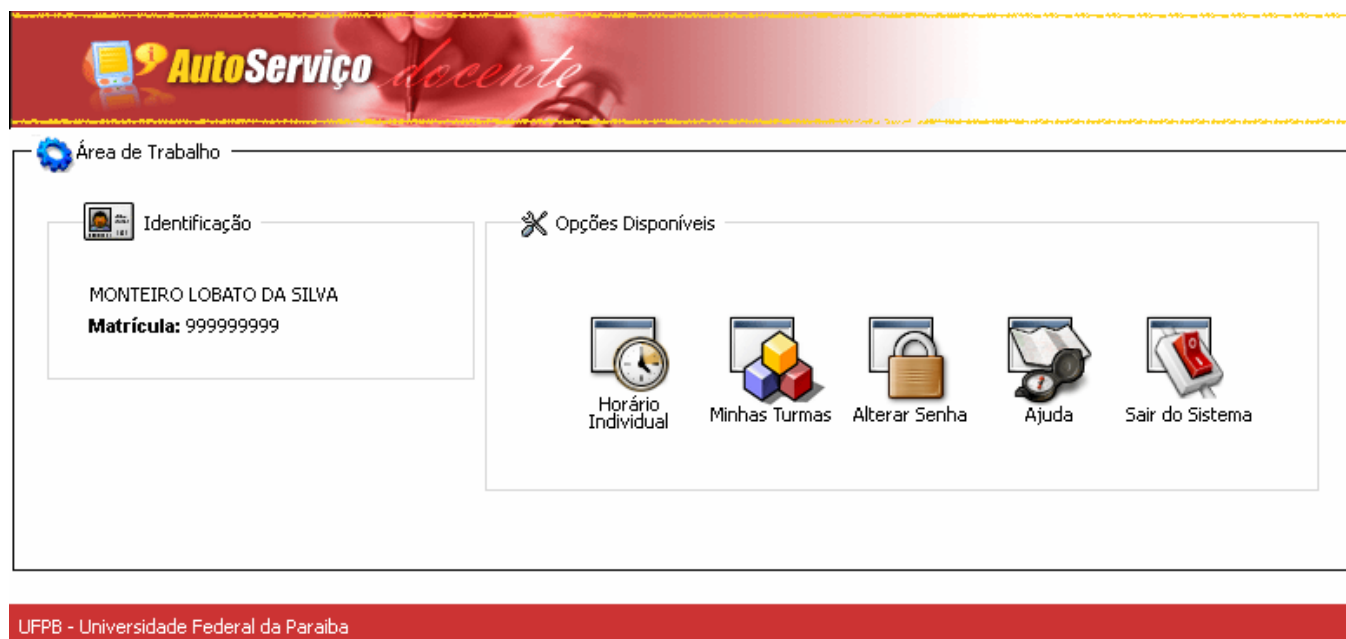 AutoServiço docente
Área de Trabalho
Identificação
MONTEIRO LOBATO DA SILVA
Matrícula: 999999999
Opções Disponíveis
Horário
Individual
Minhas Turmas
Alterar Senha
Ajuda
Sair do Sistema
UFPB - Universidade Federal da Paraiba